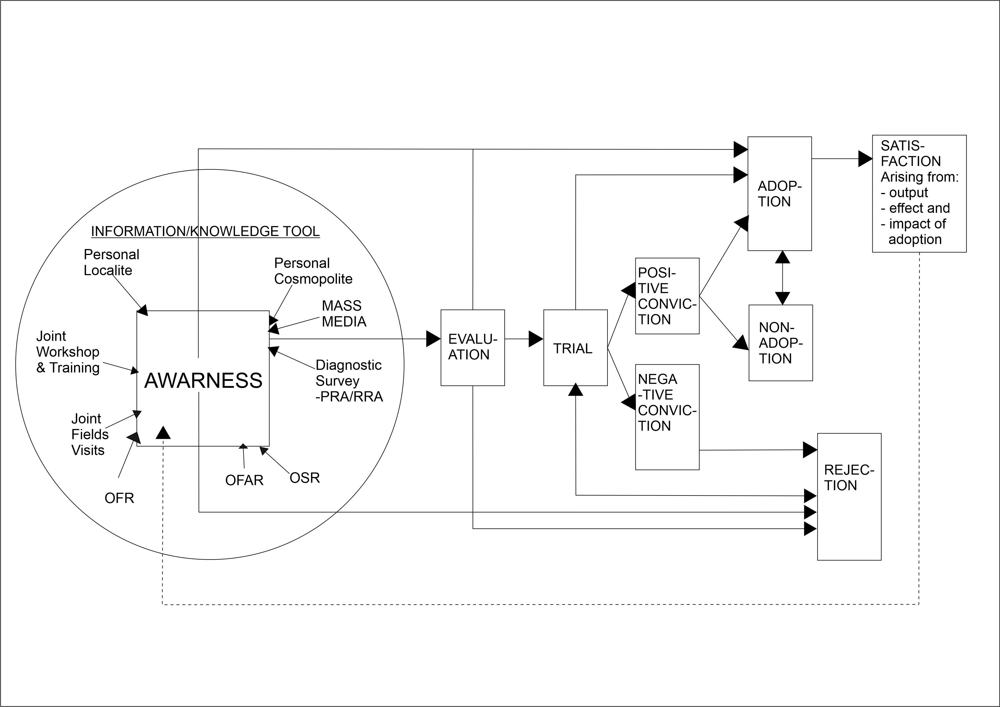 INFORMATION/KNOWLEDGE TOOL
Personal
Localite
Personal
Cosmopolite
MASS
MEDIA
Joint
Workshop
& Training
AWARNESS
Diagnostic
Survey
-PRA/RRA
Joint
Fields
Visits
OFR
OFAR
OSR
EVALU-
ATION
TRIAL
POSI-
TIVE
CONVIC-
TION
NEGA
-TIVE
CONVIC-
TION
ADOP-
TION
NON-
ADOP-
TION
REJEC-
TION
SATIS-
FACTION
Arising from:
- output
- effect and
- impact of
adoption